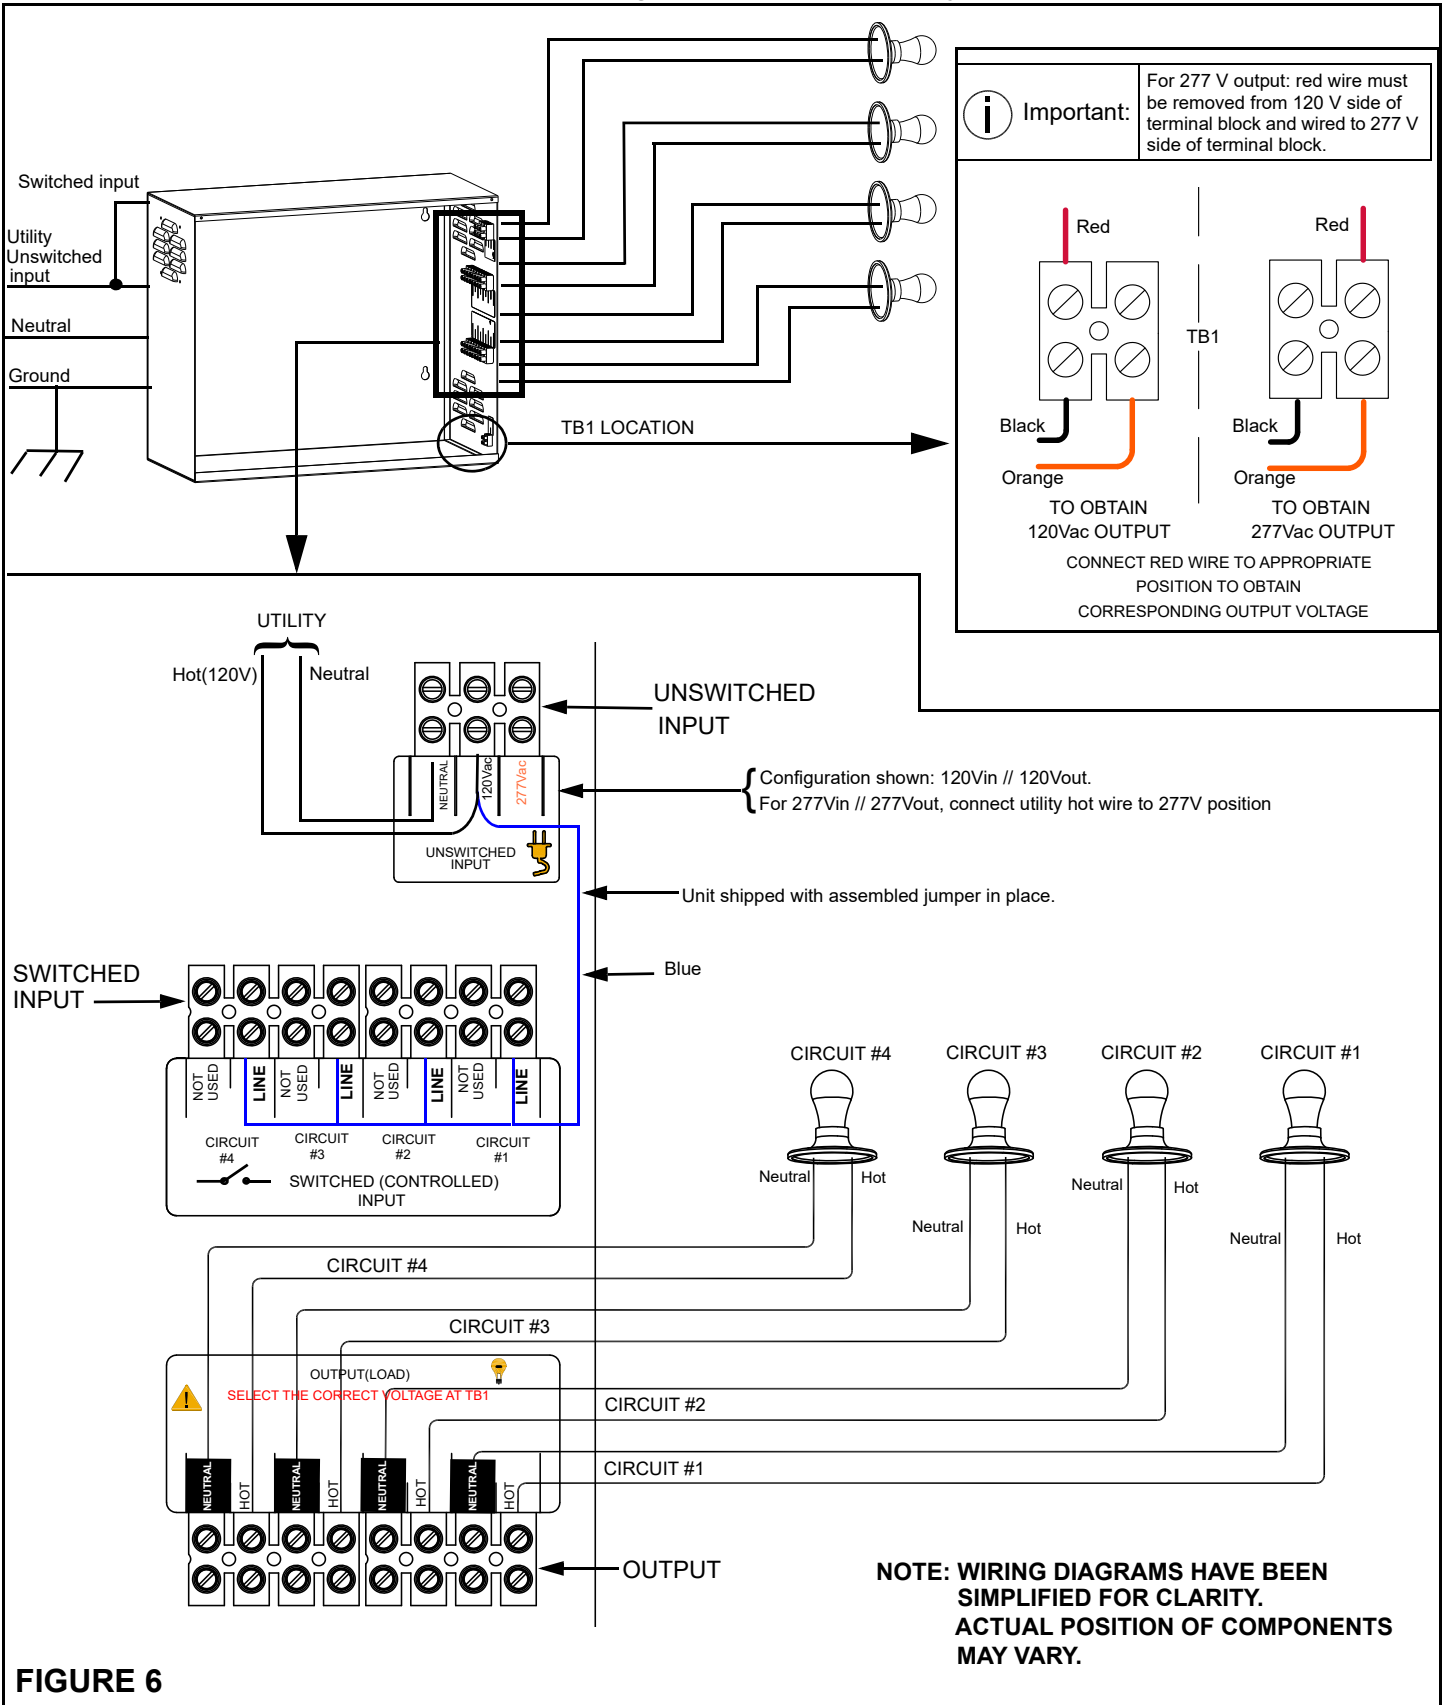 Important:
For 277 V output: red wire must
be removed from 120 V side of
terminal block and wired to 277 V
side of terminal block.
Switched input
Utility
Unswitched
input
Neutral
Ground
TB1 LOCATION
Red
Red
TB1
Black
Black
Orange
Orange
TO OBTAIN
120Vac OUTPUT
TO OBTAIN
277Vac OUTPUT
CONNECT RED WIRE TO APPROPRIATE
POSITION TO OBTAIN
CORRESPONDING OUTPUT VOLTAGE
UTILITY
Hot(120V)
Neutral
UNSWITCHED
INPUT
NEUTRAL
120Vac
277Vac
Configuration shown: 120Vin // 120Vout.
For 277Vin // 277Vout, connect utility hot wire to 277V position
UNSWITCHED
INPUT
Unit shipped with assembled jumper in place.
Blue
SWITCHED
INPUT
NOT
USED
LINE
NOT
USED
LINE
NOT
USED
LINE
NOT
USED
LINE
CIRCUIT
#4
CIRCUIT
#3
CIRCUIT
#2
CIRCUIT
#1
SWITCHED (CONTROLLED)
INPUT
CIRCUIT #4
CIRCUIT #3
CIRCUIT #2
CIRCUIT #1
Neutral
Hot
Neutral
Hot
Neutral
Hot
Neutral
Hot
CIRCUIT #4
CIRCUIT #3
OUTPUT(LOAD)
SELECT THE CORRECT VOLTAGE AT TB1
CIRCUIT #2
CIRCUIT #1
NEUTRAL
HOT
NEUTRAL
HOT
NEUTRAL
HOT
NEUTRAL
HOT
OUTPUT
NOTE: WIRING DIAGRAMS HAVE BEEN
SIMPLIFIED FOR CLARITY.
ACTUAL POSITION OF COMPONENTS
MAY VARY.
FIGURE 6